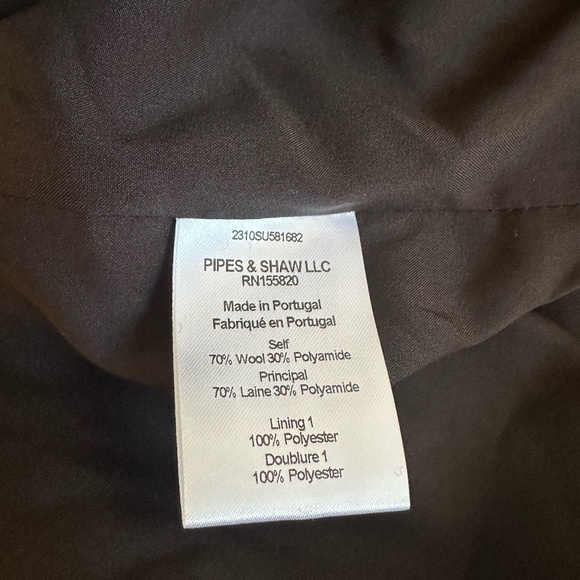 2310SU581682
PIPES & SHAW LLC
RN155820
Made in Portugal
Fabriqué en Portugal
Self
70% Wool 30% Polyamide
Principal
70% Laine 30% Polyamide
Lining 1
100% Polyester
Doublure 1
100% Polyester